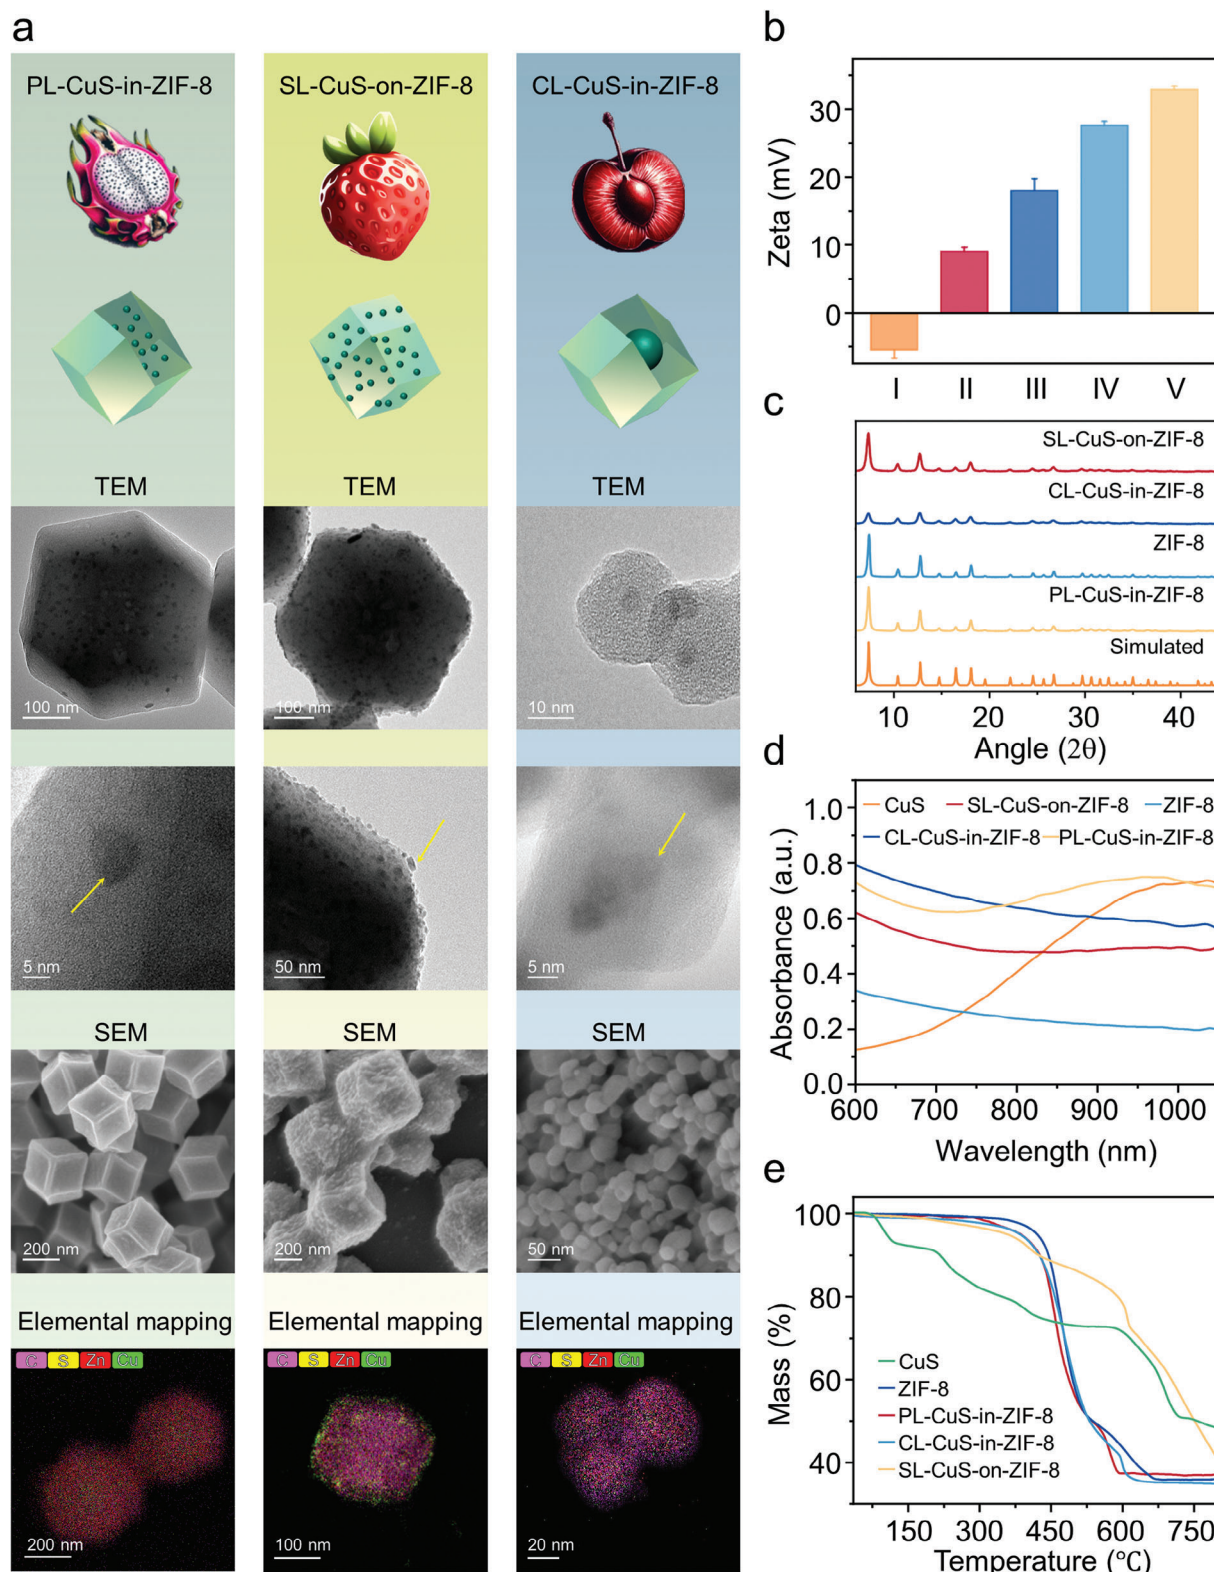 a
PL-CuS-in-ZIF-8
SL-CuS-on-ZIF-8
CL-CuS-in-ZIF-8
TEM
TEM
TEM
100 nm
100 nm
10 nm
5 nm
50 nm
5 nm
SEM
SEM
SEM
200 nm
200 nm
50 nm
Elemental mapping
Elemental mapping
Elemental mapping
C S Zn Cu
C S Zn Cu
C S Zn Cu
200 nm
100 nm
20 nm
b
Zeta (mV)
30
20
10
0
I II III IV V
c
SL-CuS-on-ZIF-8
CL-CuS-in-ZIF-8
ZIF-8
PL-CuS-in-ZIF-8
Simulated
10 20 30 40
Angle (2θ)
d
Absorbance (a.u.)
1.0
0.8
0.6
0.4
0.2
0.0
CuS SL-CuS-on-ZIF-8 ZIF-8
CL-CuS-in-ZIF-8 PL-CuS-in-ZIF-8
600 700 800 900 1000
Wavelength (nm)
e
Mass (%)
100
80
60
40
CuS
ZIF-8
PL-CuS-in-ZIF-8
CL-CuS-in-ZIF-8
SL-CuS-on-ZIF-8
150 300 450 600 750
Temperature (°C)